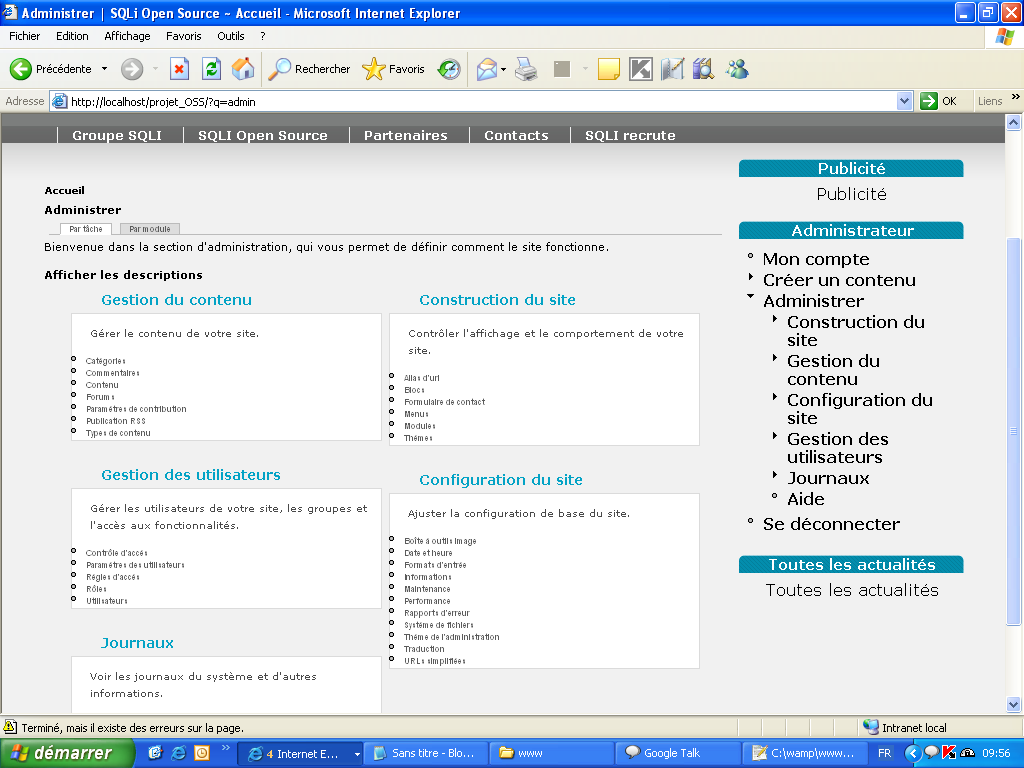 Administrer | SQLi Open Source ~ Accueil - Microsoft Internet Explorer
Fichier Edition Affichage Favoris Outils ?
Précédente Rechercher Favoris
Adresse http://localhost/projet_OSS/?q=admin OK Liens »
Groupe SQLI SQLI Open Source Partenaires Contacts SQLI recrute
Accueil
Administrer
Par tâche Par module
Bienvenue dans la section d'administration, qui vous permet de définir comment le site fonctionne.
Afficher les descriptions
Gestion du contenu
Gérer le contenu de votre site.
Catégories
Commentaires
Contenu
Forums
Paramètres de contribution
Publication RSS
Types de contenu
Gestion des utilisateurs
Gérer les utilisateurs de votre site, les groupes et
l'accès aux fonctionnalités.
Contrôle d'accès
Paramètres des utilisateurs
Règles d'accès
Rôles
Utilisateurs
Journaux
Voir les journaux du système et d'autres
informations.
Construction du site
Contrôler l'affichage et le comportement de votre
site.
Alias d'url
Blocs
Formulaire de contact
Menus
Modules
Thèmes
Configuration du site
Ajuster la configuration de base du site.
Boîte à outils image
Date et heure
Formats d'entrée
Informations
Maintenance
Performance
Rapports d'erreur
Système de fichiers
Thème de l'administration
Traduction
URLs simplifiées
Publicité
Publicité
Administrateur
Mon compte
Créer un contenu
Administrer
Construction du
site
Gestion du
contenu
Configuration du
site
Gestion des
utilisateurs
Journaux
Aide
Se déconnecter
Toutes les actualités
Toutes les actualités
Terminé, mais il existe des erreurs sur la page. Intranet local
démarrer » 4 Internet E... Sans titre - Blo... www Google Talk C:\wamp\www... FR 09:56